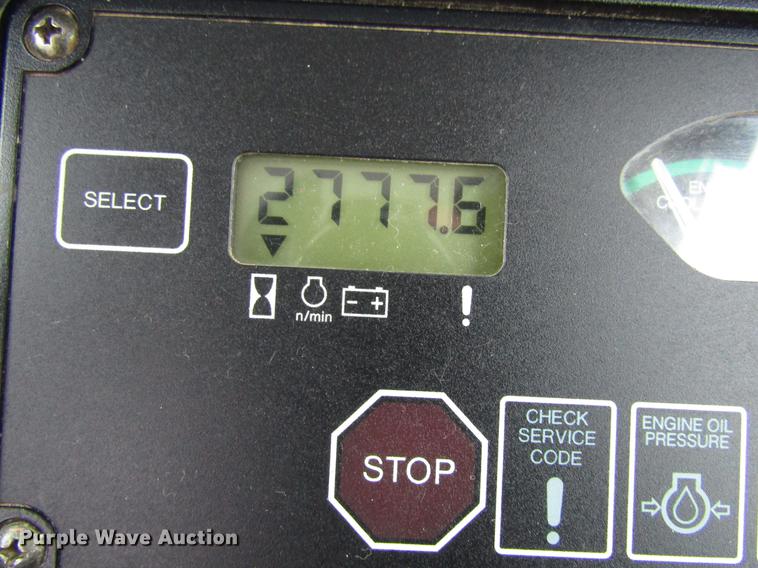 SELECT
2777.6
n/min
STOP
CHECK
SERVICE
CODE
ENGINE OIL
PRESSURE
Purple Wave Auction